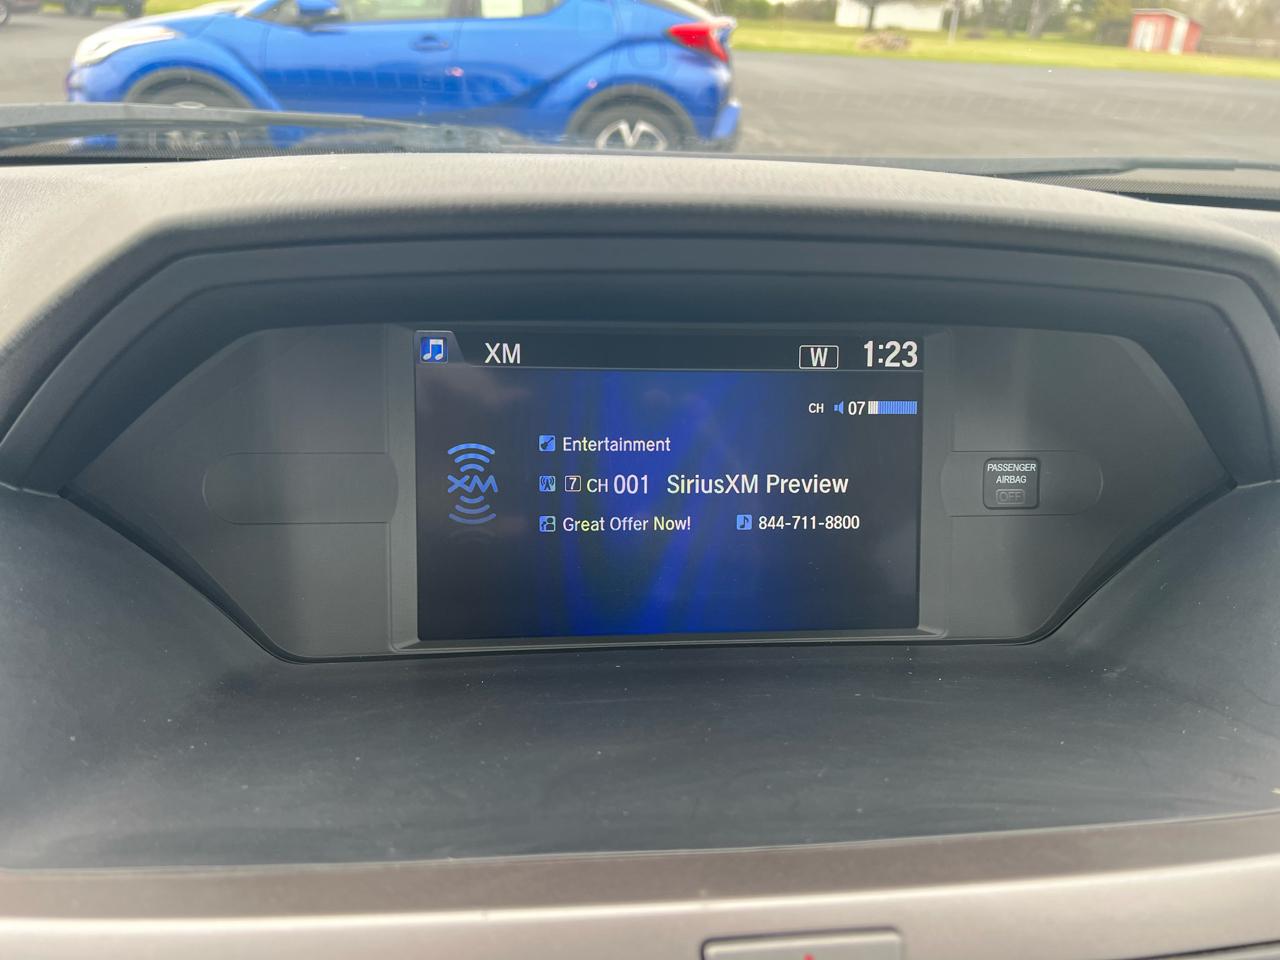 XM W 1:23
CH 07
Entertainment
XM
7 CH 001 SiriusXM Preview
Great Offer Now! 844-711-8800
PASSENGER
AIRBAG
OFF